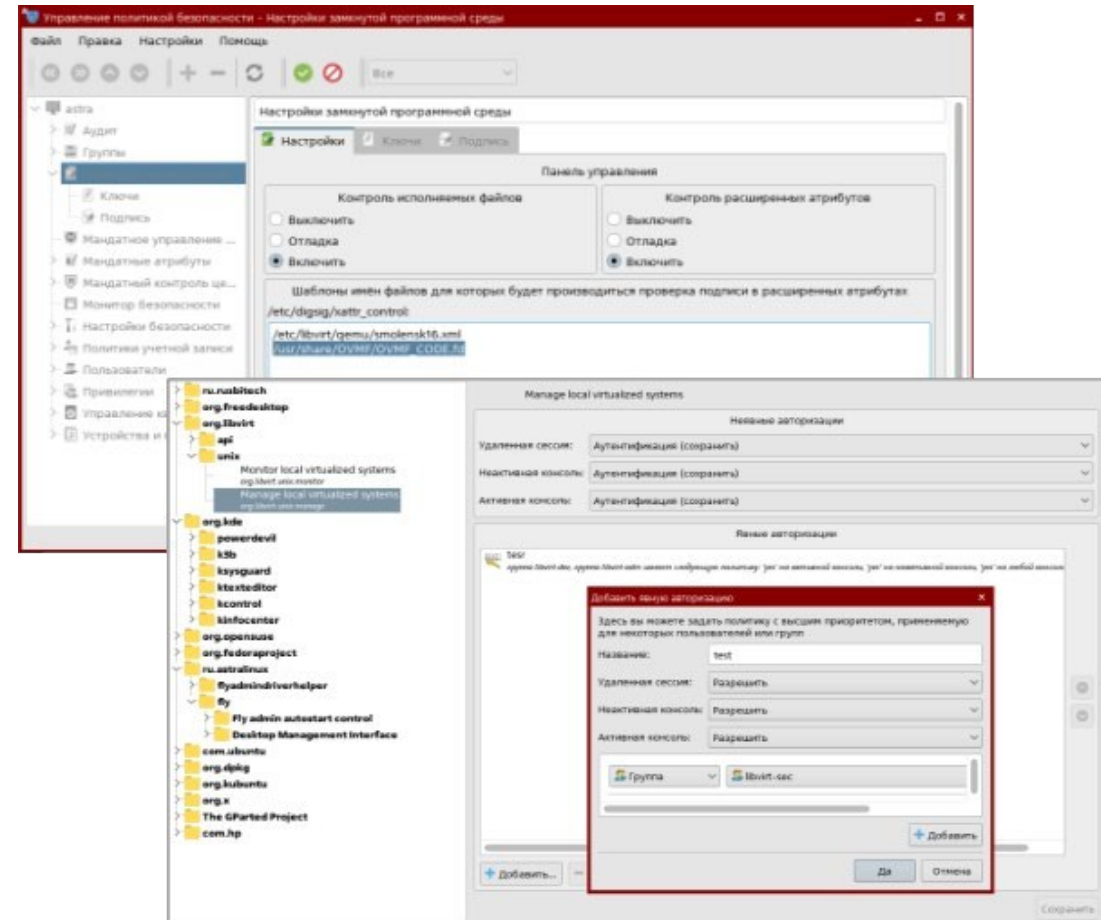 Управление политикой безопасности – Настройки замкнутой программной среды
Файл Правка Настройки Помощь
Все
astra
Аудит
Группы
Ключи
Подпись
Мандатное управление ...
Мандатные атрибуты
Мандатный контроль це...
Монитор безопасности
Настройки безопасности
Политики учетной записи
Пользователи
Привилегии
Управление
Устройства и
Настройки замкнутой программной среды
Настройки Ключи Подпись
Панель управления
Контроль исполняемых файлов
Выключить
Отладка
Включить
Контроль расширенных атрибутов
Выключить
Отладка
Включить
Шаблоны имён файлов для которых будет производиться проверка подписи в расширенных атрибутах
/etc/digsig/xattr_control:
/etc/libvirt/qemu/smolensk16.xml
/usr/share/OVMF/OVMF_CODE.fd
ru.rusbitech
org.freedesktop
org.libvirt
api
unix
Monitor local virtualized systems
org.libvirt.unix.monitor
Manage local virtualized systems
org.libvirt.unix.manage
org.kde
powerdevil
k3b
ksysguard
ktexteditor
kcontrol
kinfocenter
org.opensuse
org.fedoraproject
ru.astralinux
flyadmindriverhelper
fly
Fly admin autostart control
Desktop Management Interface
com.ubuntu
org.dpkg
org.kubuntu
org.x
The GParted Project
com.hp
Manage local virtualized systems
Неявные авторизации
Удаленная сессия: Аутентификация (сохранить)
Неактивная консоль: Аутентификация (сохранить)
Активная консоль: Аутентификация (сохранить)
Явные авторизации
Добавить явную авторизацию
Здесь вы можете задать политику с высшим приоритетом, применяемую
для некоторых пользователей или групп
Название: test
Удаленная сессия: Разрешить
Неактивная консоль: Разрешить
Активная консоль: Разрешить
Группа libvirt-sec
Добавить
Да Отмена
Добавить...
Сохранить